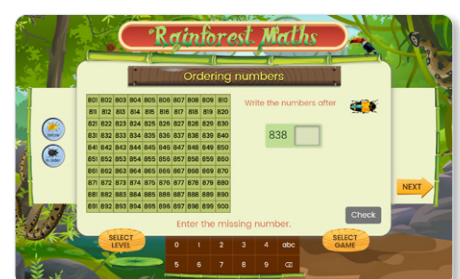 Rainforest Maths
Ordering numbers
801 802 803 804 805 806 807 808 809 810
811 812 813 814 815 816 817 818 819 820
821 822 823 824 825 826 827 828 829 830
831 832 833 834 835 836 837 838 839 840
841 842 843 844 845 846 847 848 849 850
851 852 853 854 855 856 857 858 859 860
861 862 863 864 865 866 867 868 869 870
871 872 873 874 875 876 877 878 879 880
881 882 883 884 885 886 887 888 889 890
891 892 893 894 895 896 897 898 899 900
Write the numbers after
838
NEXT
Check
Enter the missing number.
SELECT
LEVEL
0 1 2 3 4 abc
5 6 7 8 9
SELECT
GAME